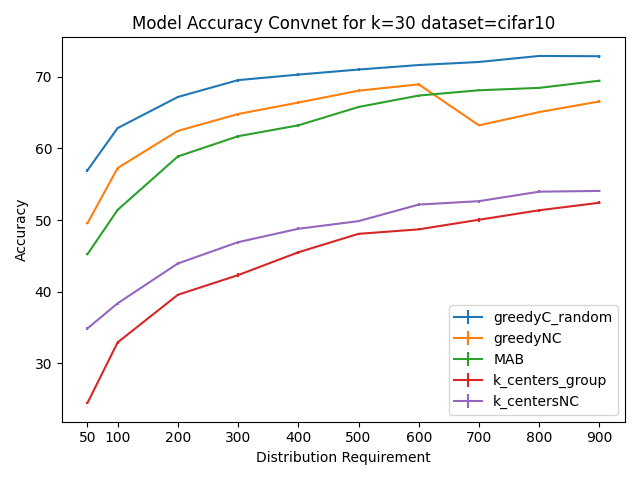 Model Accuracy Convnet for k=30 dataset=cifar10
Accuracy
70
60
50
40
30
50 100 200 300 400 500 600 700 800 900
Distribution Requirement
greedyC_random
greedyNC
MAB
k_centers_group
k_centersNC